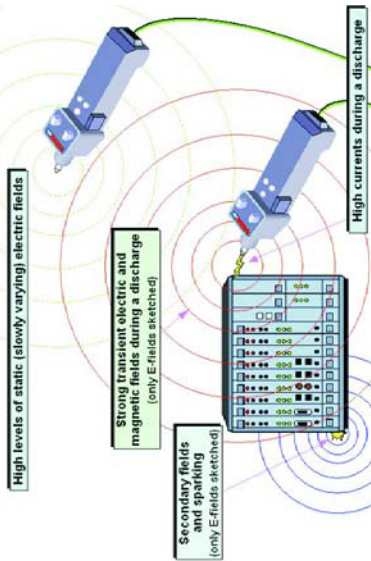 High levels of static (slowly varying) electric fields
Strong transient electric and
magnetic fields during a discharge
(only E-fields sketched)
Secondary fields
and sparking
(only E-fields sketched)
High currents during a discharge